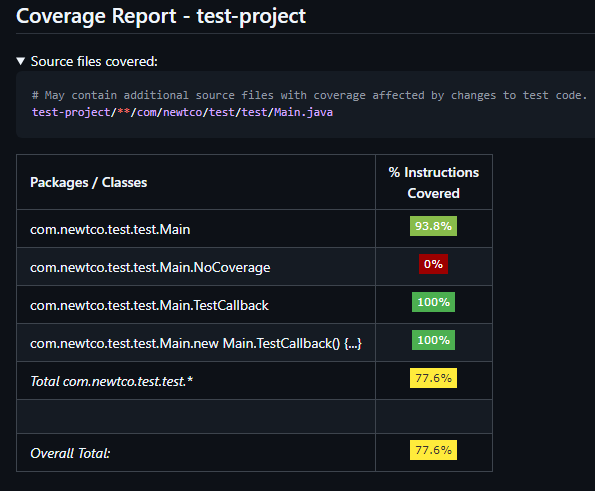 Coverage Report - test-project
▼ Source files covered:
# May contain additional source files with coverage affected by changes to test code.
test-project/**/com/newtco/test/test/Main.java
Packages / Classes
% Instructions
Covered
com.newtco.test.test.Main 93.8%
com.newtco.test.test.Main.NoCoverage 0%
com.newtco.test.test.Main.TestCallback 100%
com.newtco.test.test.Main.new Main.TestCallback() {...} 100%
Total com.newtco.test.test.* 77.6%
Overall Total: 77.6%